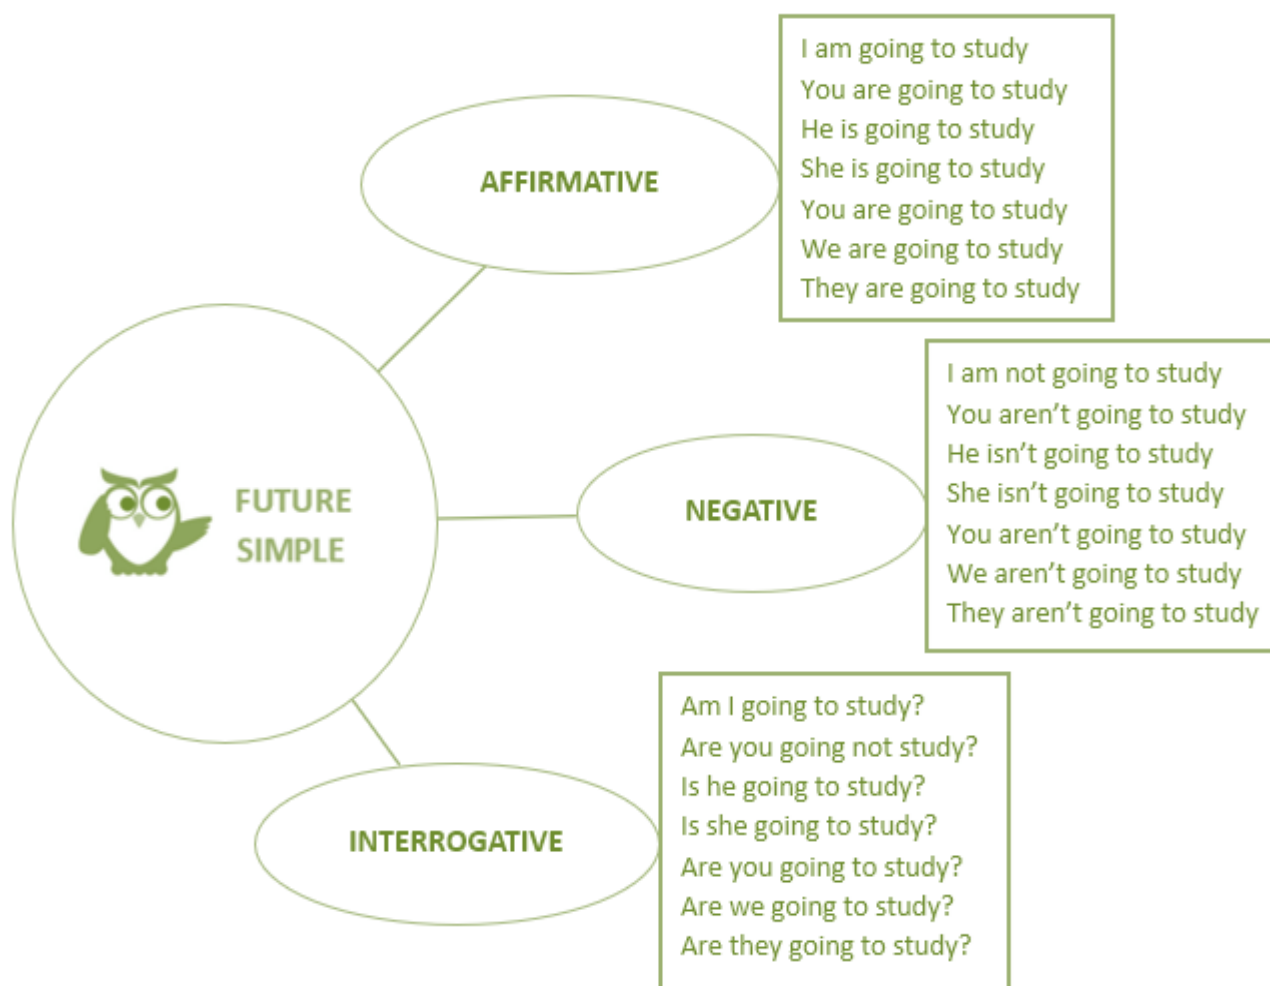 FUTURE
SIMPLE
AFFIRMATIVE
I am going to study
You are going to study
He is going to study
She is going to study
You are going to study
We are going to study
They are going to study
NEGATIVE
I am not going to study
You aren’t going to study
He isn’t going to study
She isn’t going to study
You aren’t going to study
We aren’t going to study
They aren’t going to study
INTERROGATIVE
Am I going to study?
Are you going not study?
Is he going to study?
Is she going to study?
Are you going to study?
Are we going to study?
Are they going to study?